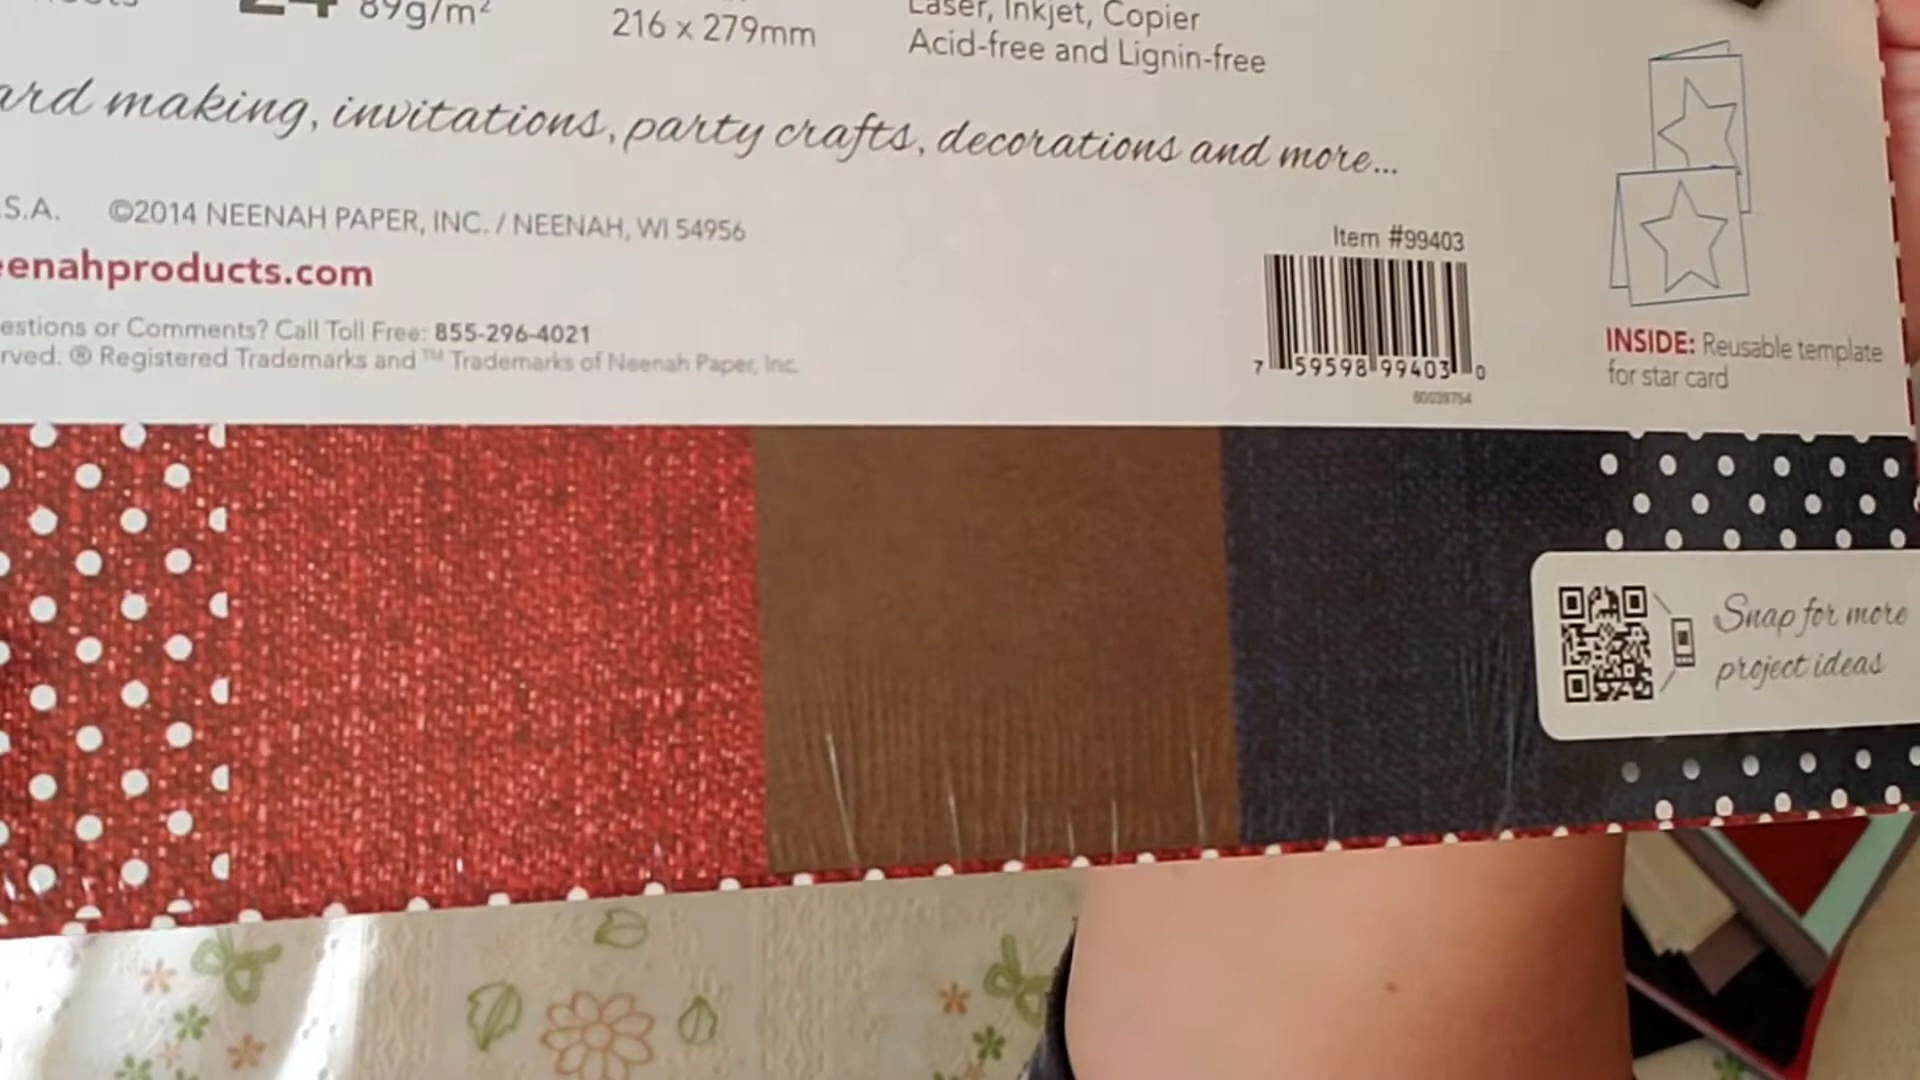 24 89g/m²
216 x 279mm
Laser, Inkjet, Copier
Acid-free and Lignin-free
ard making, invitations, party crafts, decorations and more...
S.A. ©2014 NEENAH PAPER, INC. / NEENAH, WI 54956
eenahproducts.com
estions or Comments? Call Toll Free: 855-296-4021
rved. ® Registered Trademarks and ™ Trademarks of Neenah Paper, Inc.
Item #99403
7 59598 99403 0
60039754
INSIDE: Reusable template
for star card
Snap for more
project ideas